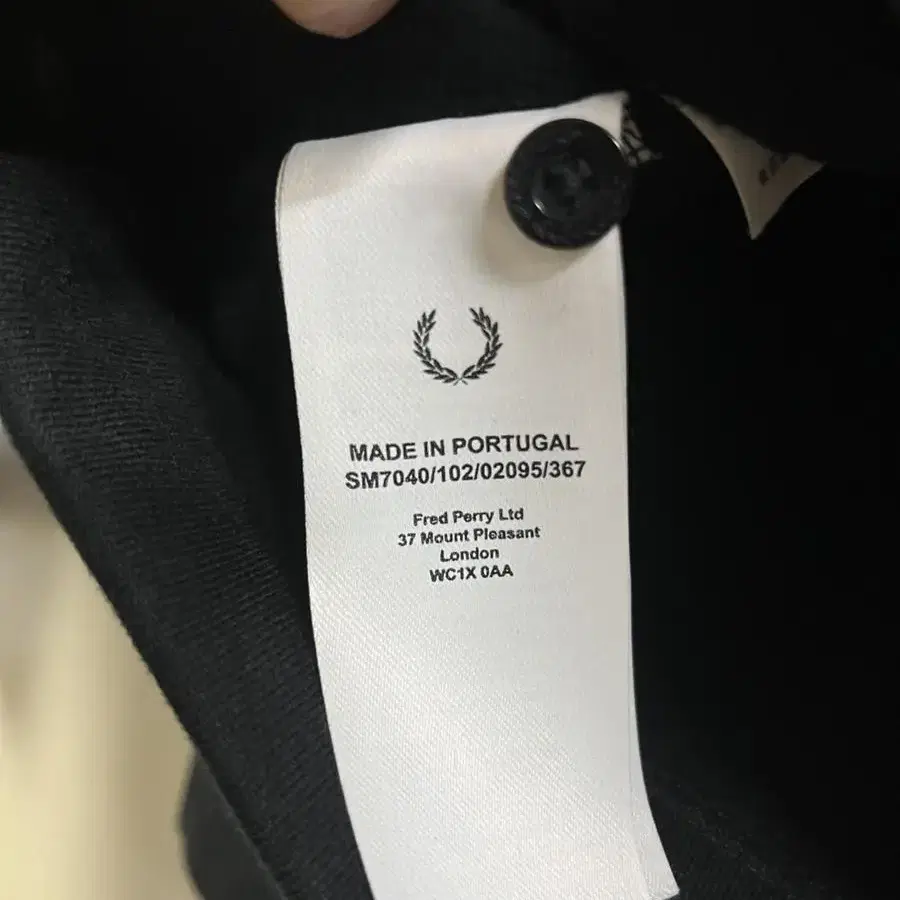 MADE IN PORTUGAL
SM7040/102/02095/367
Fred Perry Ltd
37 Mount Pleasant
London
WC1X 0AA